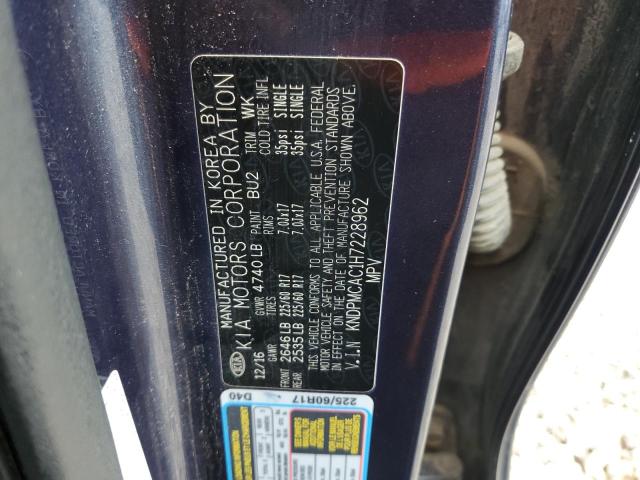 MANUFACTURED IN KOREA BY
KIA KIA MOTORS CORPORATION
12/16 GVWR 4740 LB PAINT BU2 TRIM WK
GAWR TIRES RIMS COLD TIRE INFL
FRONT 2646 LB 225/60 R17 7.0JX17 35psi SINGLE
REAR 2535 LB 225/60 R17 7.0JX17 35psi SINGLE
THIS VEHICLE CONFORMS TO ALL APPLICABLE U.S.A. FEDERAL
MOTOR VEHICLE SAFETY AND THEFT PREVENTION STANDARDS
IN EFFECT ON THE DATE OF MANUFACTURE SHOWN ABOVE.
V.I.N KNDPMCAC1H7228962
MPV
D40 225/60R17